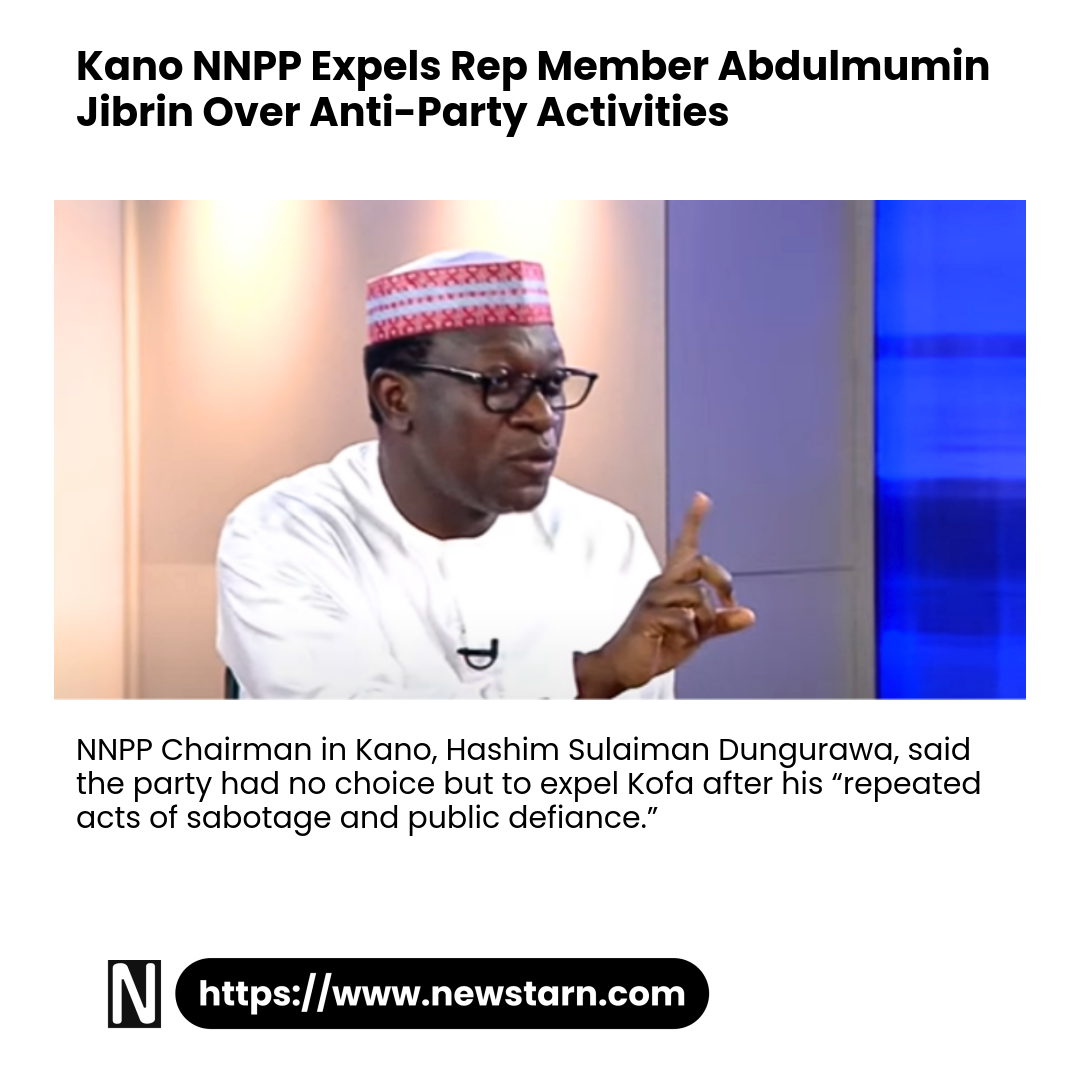 Kano NNPP Expels Rep Member Abdulmumin
Jibrin Over Anti-Party Activities
NNPP Chairman in Kano, Hashim Sulaiman Dungurawa, said
the party had no choice but to expel Kofa after his “repeated
acts of sabotage and public defiance.”
N
https://www.newstarn.com